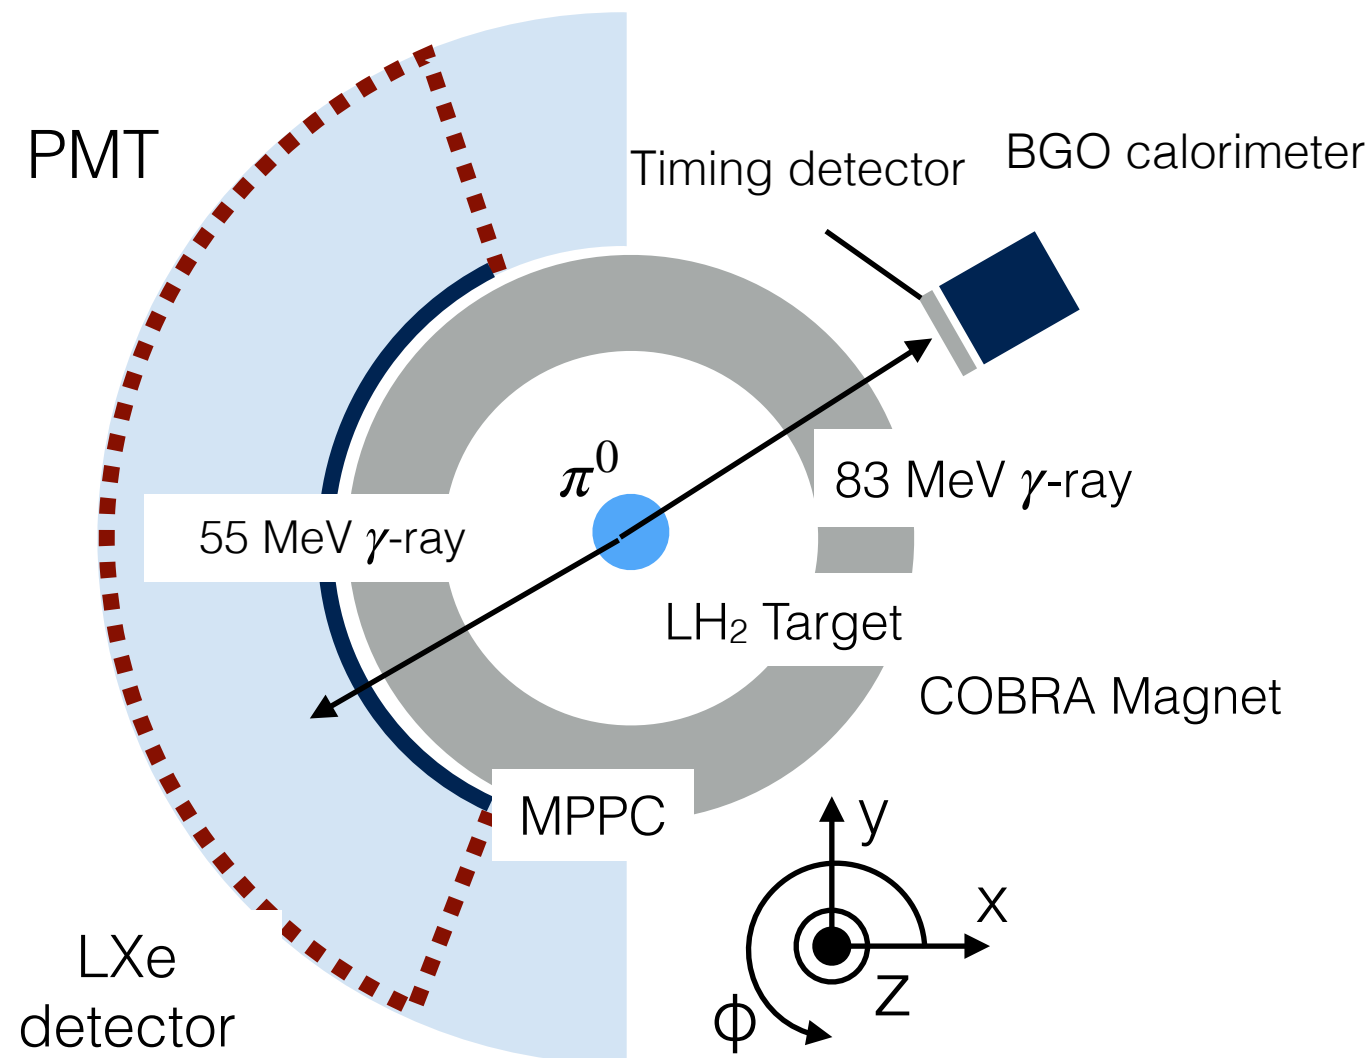 PMT
Timing detector
BGO calorimeter
π⁰
83 MeV γ-ray
55 MeV γ-ray
LH₂ Target
COBRA Magnet
MPPC
y
x
z
ϕ
LXe
detector